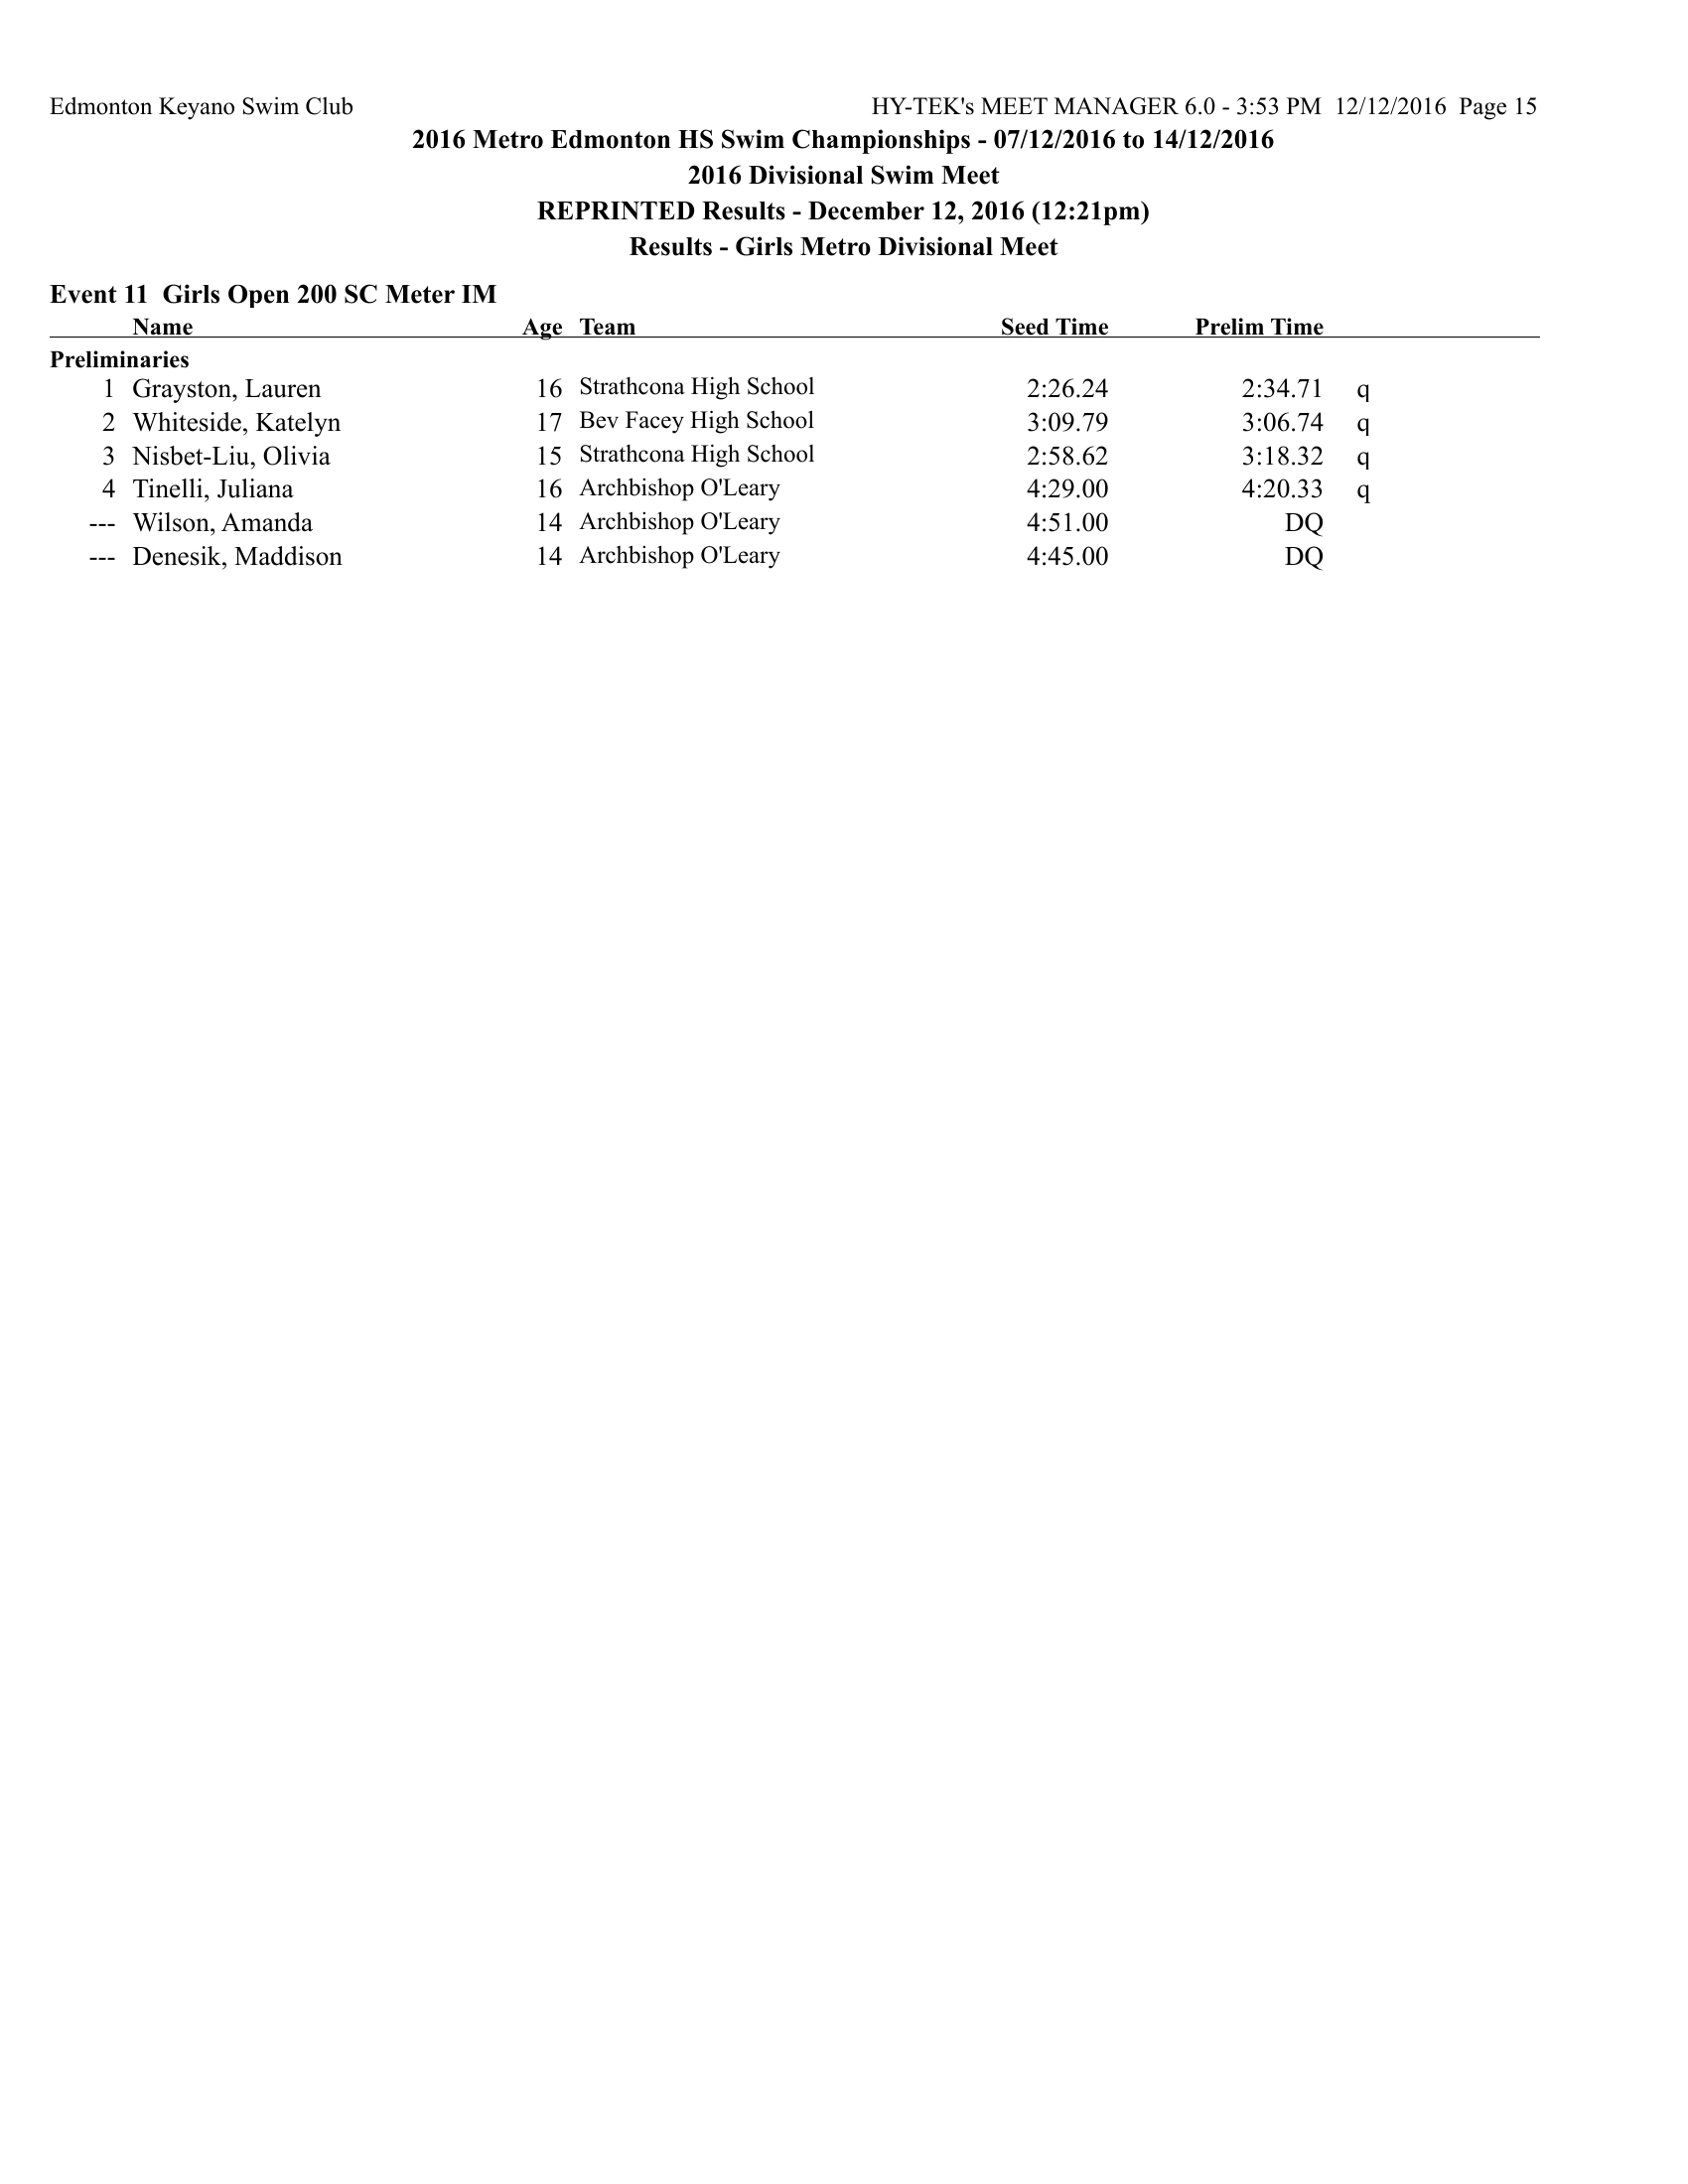 Edmonton Keyano Swim Club HY-TEK's MEET MANAGER 6.0 - 3:53 PM 12/12/2016 Page 15
2016 Metro Edmonton HS Swim Championships - 07/12/2016 to 14/12/2016
2016 Divisional Swim Meet
REPRINTED Results - December 12, 2016 (12:21pm)
Results - Girls Metro Divisional Meet
Event 11 Girls Open 200 SC Meter IM
Name Age Team Seed Time Prelim Time
Preliminaries
1 Grayston, Lauren 16 Strathcona High School 2:26.24 2:34.71 q
2 Whiteside, Katelyn 17 Bev Facey High School 3:09.79 3:06.74 q
3 Nisbet-Liu, Olivia 15 Strathcona High School 2:58.62 3:18.32 q
4 Tinelli, Juliana 16 Archbishop O'Leary 4:29.00 4:20.33 q
--- Wilson, Amanda 14 Archbishop O'Leary 4:51.00 DQ
--- Denesik, Maddison 14 Archbishop O'Leary 4:45.00 DQ